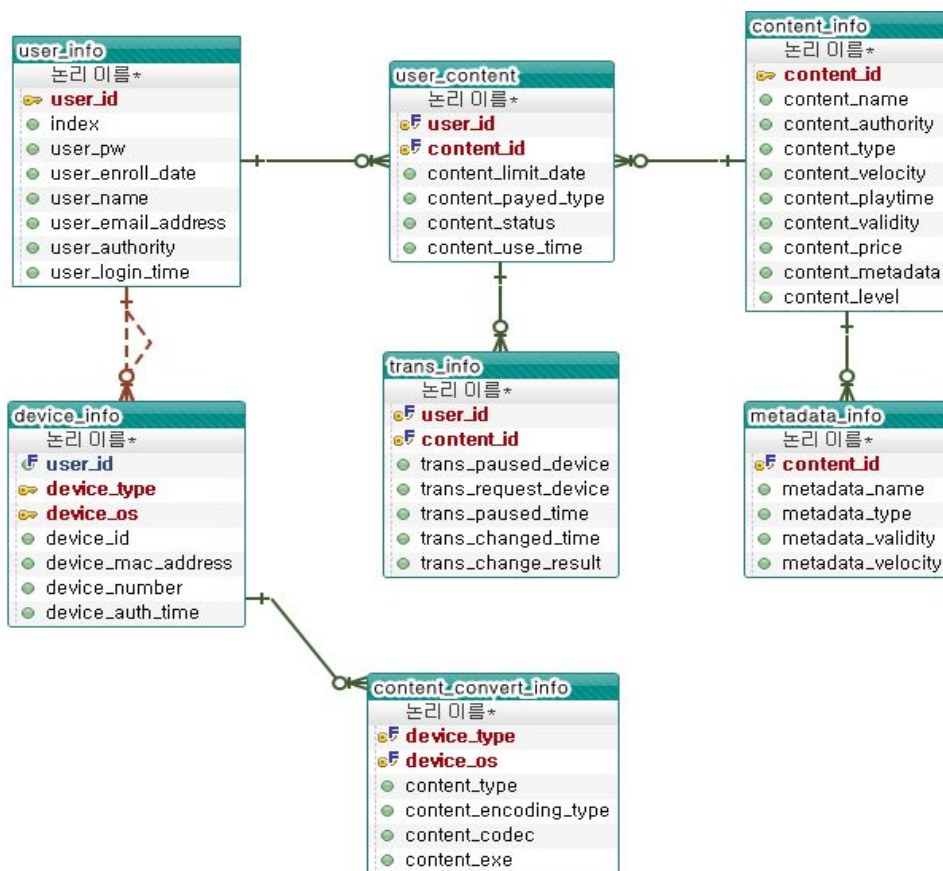 user_info
논리 이름*
user_id
index
user_pw
user_enroll_date
user_name
user_email_address
user_authority
user_login_time
user_content
논리 이름*
user_id
content_id
content_limit_date
content_payed_type
content_status
content_use_time
content_info
논리 이름*
content_id
content_name
content_authority
content_type
content_velocity
content_playtime
content_validity
content_price
content_metadata
content_level
device_info
논리 이름*
user_id
device_type
device_os
device_id
device_mac_address
device_number
device_auth_time
trans_info
논리 이름*
user_id
content_id
trans_paused_device
trans_request_device
trans_paused_time
trans_changed_time
trans_change_result
metadata_info
논리 이름*
content_id
metadata_name
metadata_type
metadata_validity
metadata_velocity
content_convert_info
논리 이름*
device_type
device_os
content_type
content_encoding_type
content_codec
content_exe